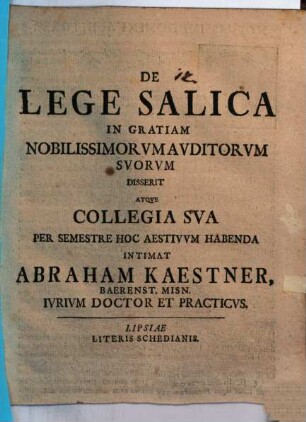 DE
LEGE SALICA
IN GRATIAM
NOBILISSIMORVM AVDITORVM
SVORVM
DISSERIT
ATQVE
COLLEGIA SVA
PER SEMESTRE HOC AESTIVVM HABENDA
INTIMAT
ABRAHAM KAESTNER,
BAERENST. MISN.
IVRIVM DOCTOR ET PRACTICVS.
LIPSIAE
LITERIS SCHEDIANIS.